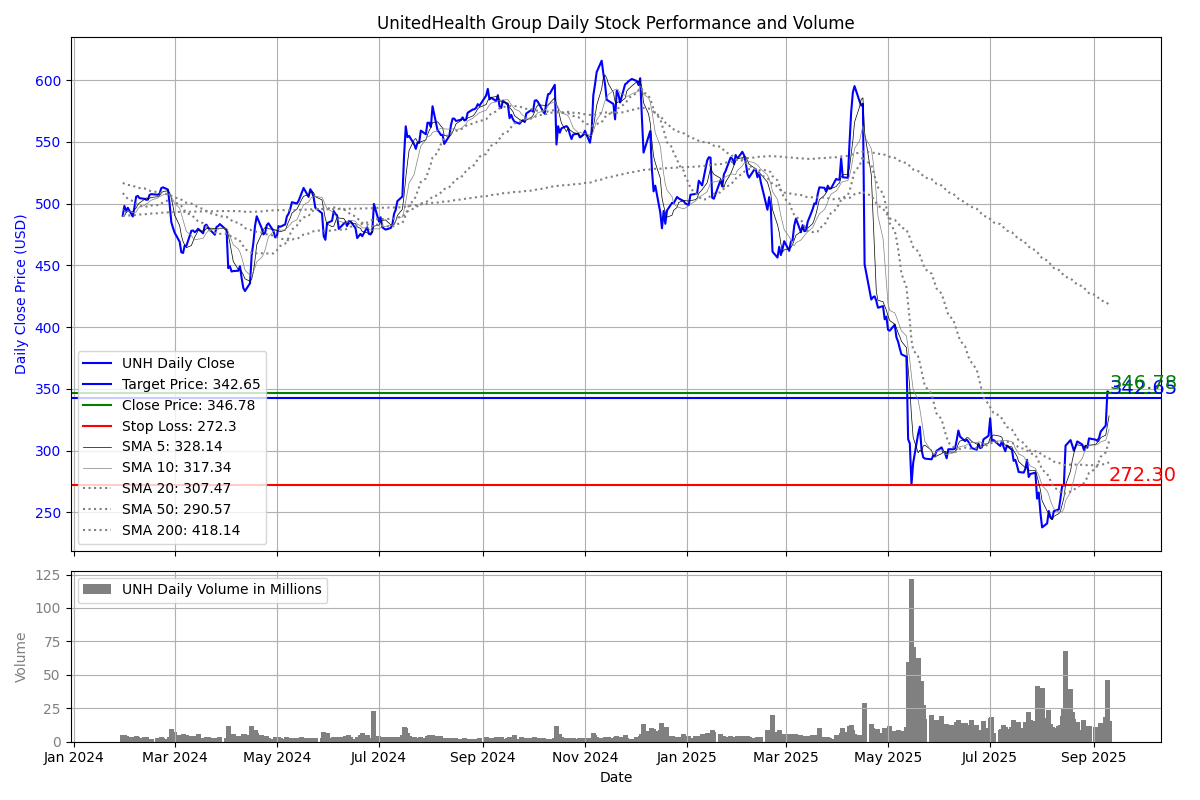 UnitedHealth Group Daily Stock Performance and Volume
Daily Close Price (USD)
600
550
500
450
400
350
300
250
UNH Daily Close
Target Price: 342.65
Close Price: 346.78
Stop Loss: 272.3
SMA 5: 328.14
SMA 10: 317.34
SMA 20: 307.47
SMA 50: 290.57
SMA 200: 418.14
346.78
342.65
272.30
Volume
125
100
75
50
25
0
UNH Daily Volume in Millions
Jan 2024 Mar 2024 May 2024 Jul 2024 Sep 2024 Nov 2024 Jan 2025 Mar 2025 May 2025 Jul 2025 Sep 2025
Date